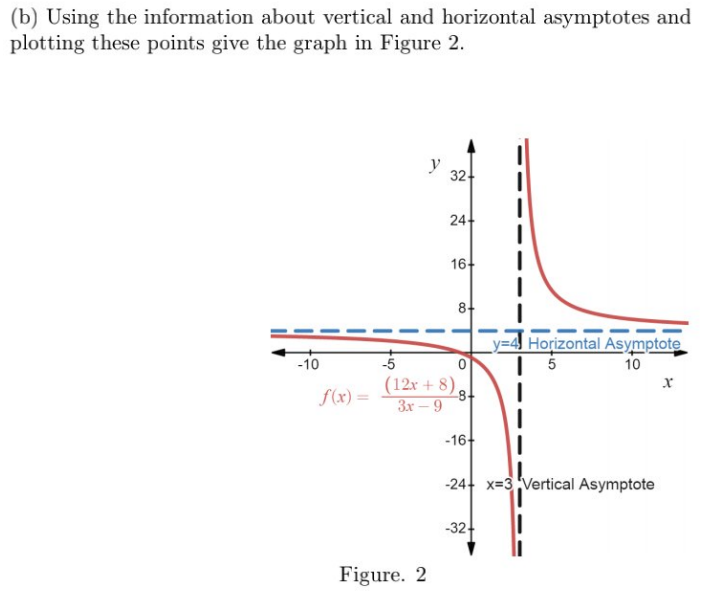 (b) Using the information about vertical and horizontal asymptotes and
plotting these points give the graph in Figure 2.
y
32
24
16
8
y=4 Horizontal Asymptote
-10 -5 0 5 10
x
f(x) = (12x + 8) / 3x − 9
-8
-16
-24 x=3 Vertical Asymptote
-32
Figure. 2